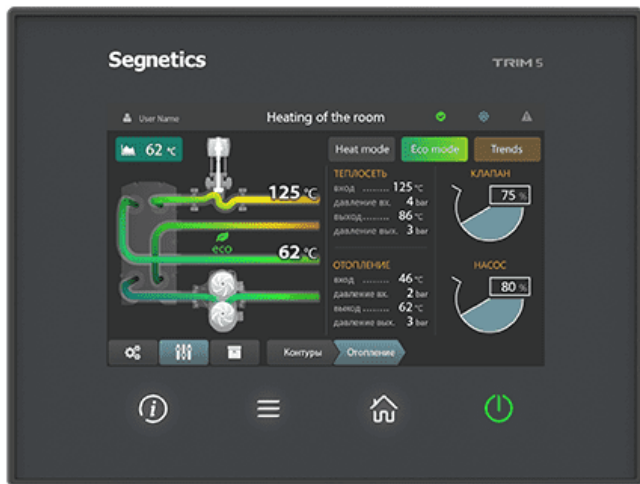 Segnetics
TRIM 5
User Name
Heating of the room
62 °C
Heat mode
Eco mode
Trends
125 °C
eco
62 °C
ТЕПЛОСЕТЬ
вход ......... 125 °C
давление вх. 4 bar
выход ........ 86 °C
давление вых. 3 bar
ОТОПЛЕНИЕ
вход ......... 46 °C
давление вх. 2 bar
выход ........ 62 °C
давление вых. 3 bar
КЛАПАН
75 %
НАСОС
80 %
Контуры
Отопление
i